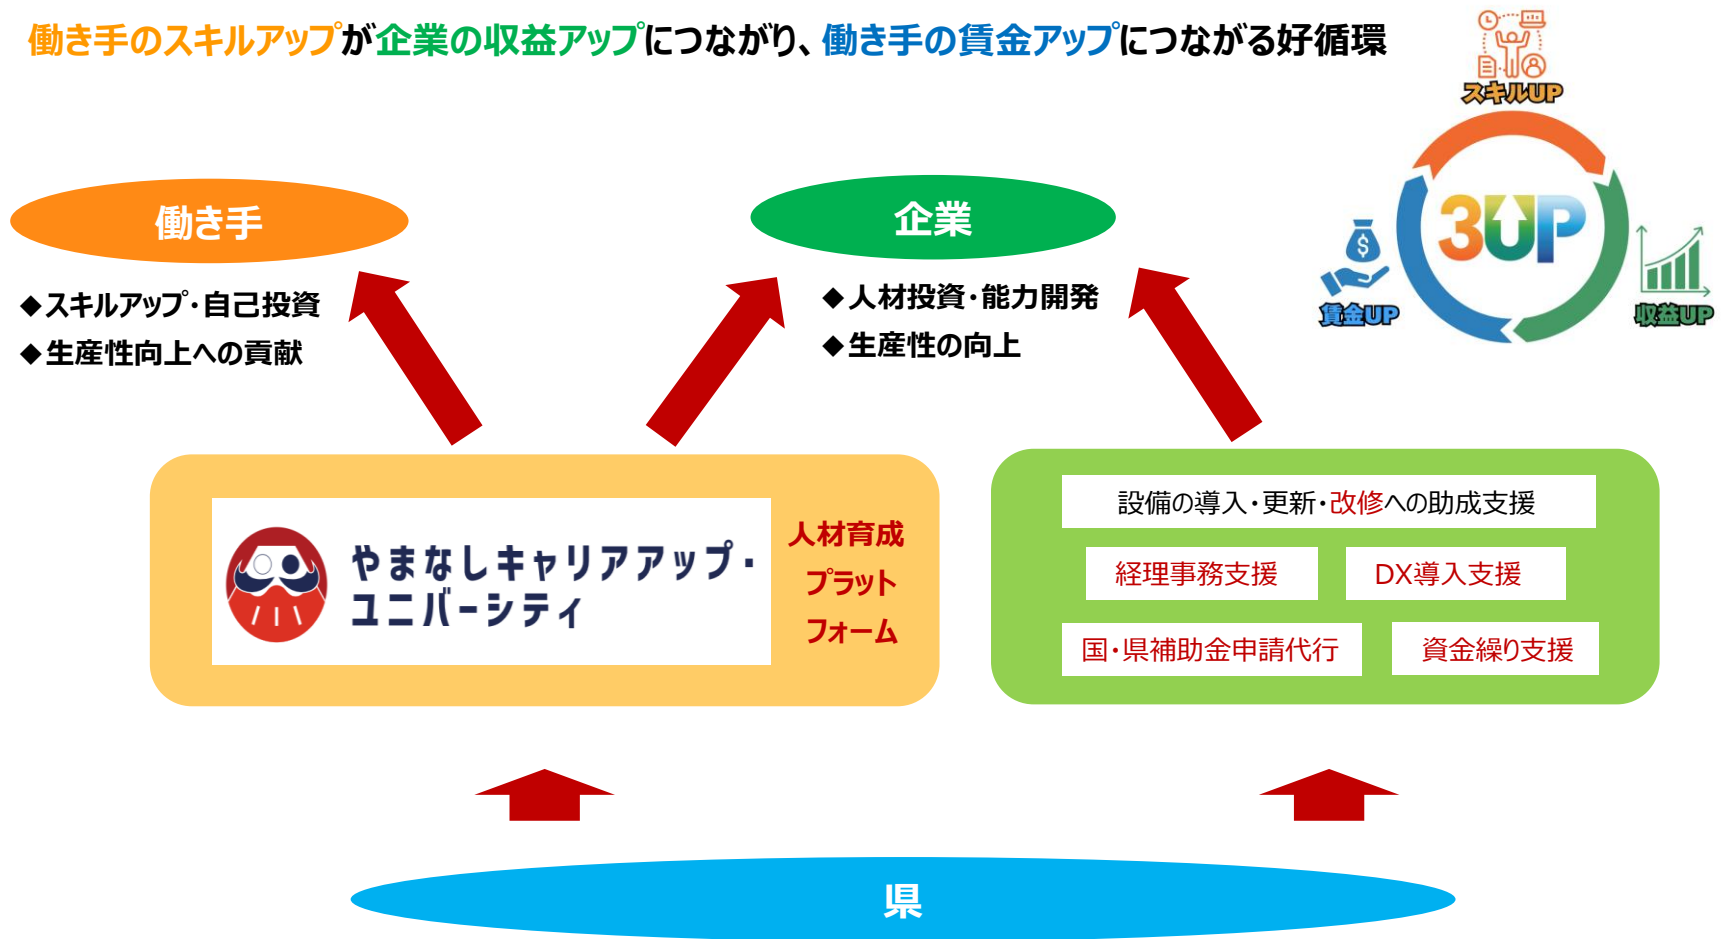 働き手のスキルアップが企業の収益アップにつながり、働き手の賃金アップにつながる好循環
スキルUP
3UP
賃金UP
収益UP
働き手
◆スキルアップ・自己投資
◆生産性向上への貢献
企業
◆人材投資・能力開発
◆生産性の向上
やまなしキャリアアップ・
ユニバーシティ
人材育成
プラット
フォーム
設備の導入・更新・改修への助成支援
経理事務支援
DX導入支援
国・県補助金申請代行
資金繰り支援
県